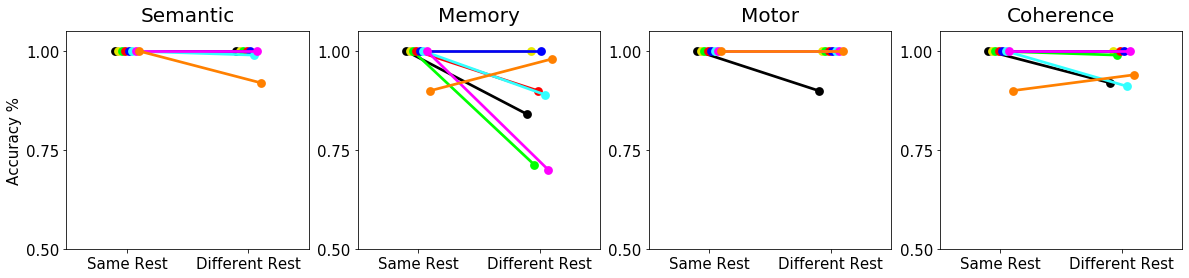 Semantic
Memory
Motor
Coherence
Accuracy %
1.00
0.75
0.50
Same Rest
Different Rest
1.00
0.75
0.50
Same Rest
Different Rest
1.00
0.75
0.50
Same Rest
Different Rest
1.00
0.75
0.50
Same Rest
Different Rest